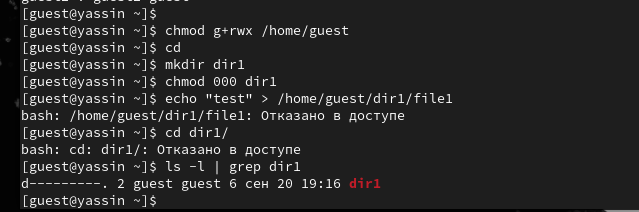 [guest@yassin ~]$
[guest@yassin ~]$ chmod g+rwx /home/guest
[guest@yassin ~]$ cd
[guest@yassin ~]$ mkdir dir1
[guest@yassin ~]$ chmod 000 dir1
[guest@yassin ~]$ echo "test" > /home/guest/dir1/file1
bash: /home/guest/dir1/file1: Отказано в доступе
[guest@yassin ~]$ cd dir1/
bash: cd: dir1/: Отказано в доступе
[guest@yassin ~]$ ls -l | grep dir1
d---------. 2 guest guest 6 сен 20 19:16 dir1
[guest@yassin ~]$